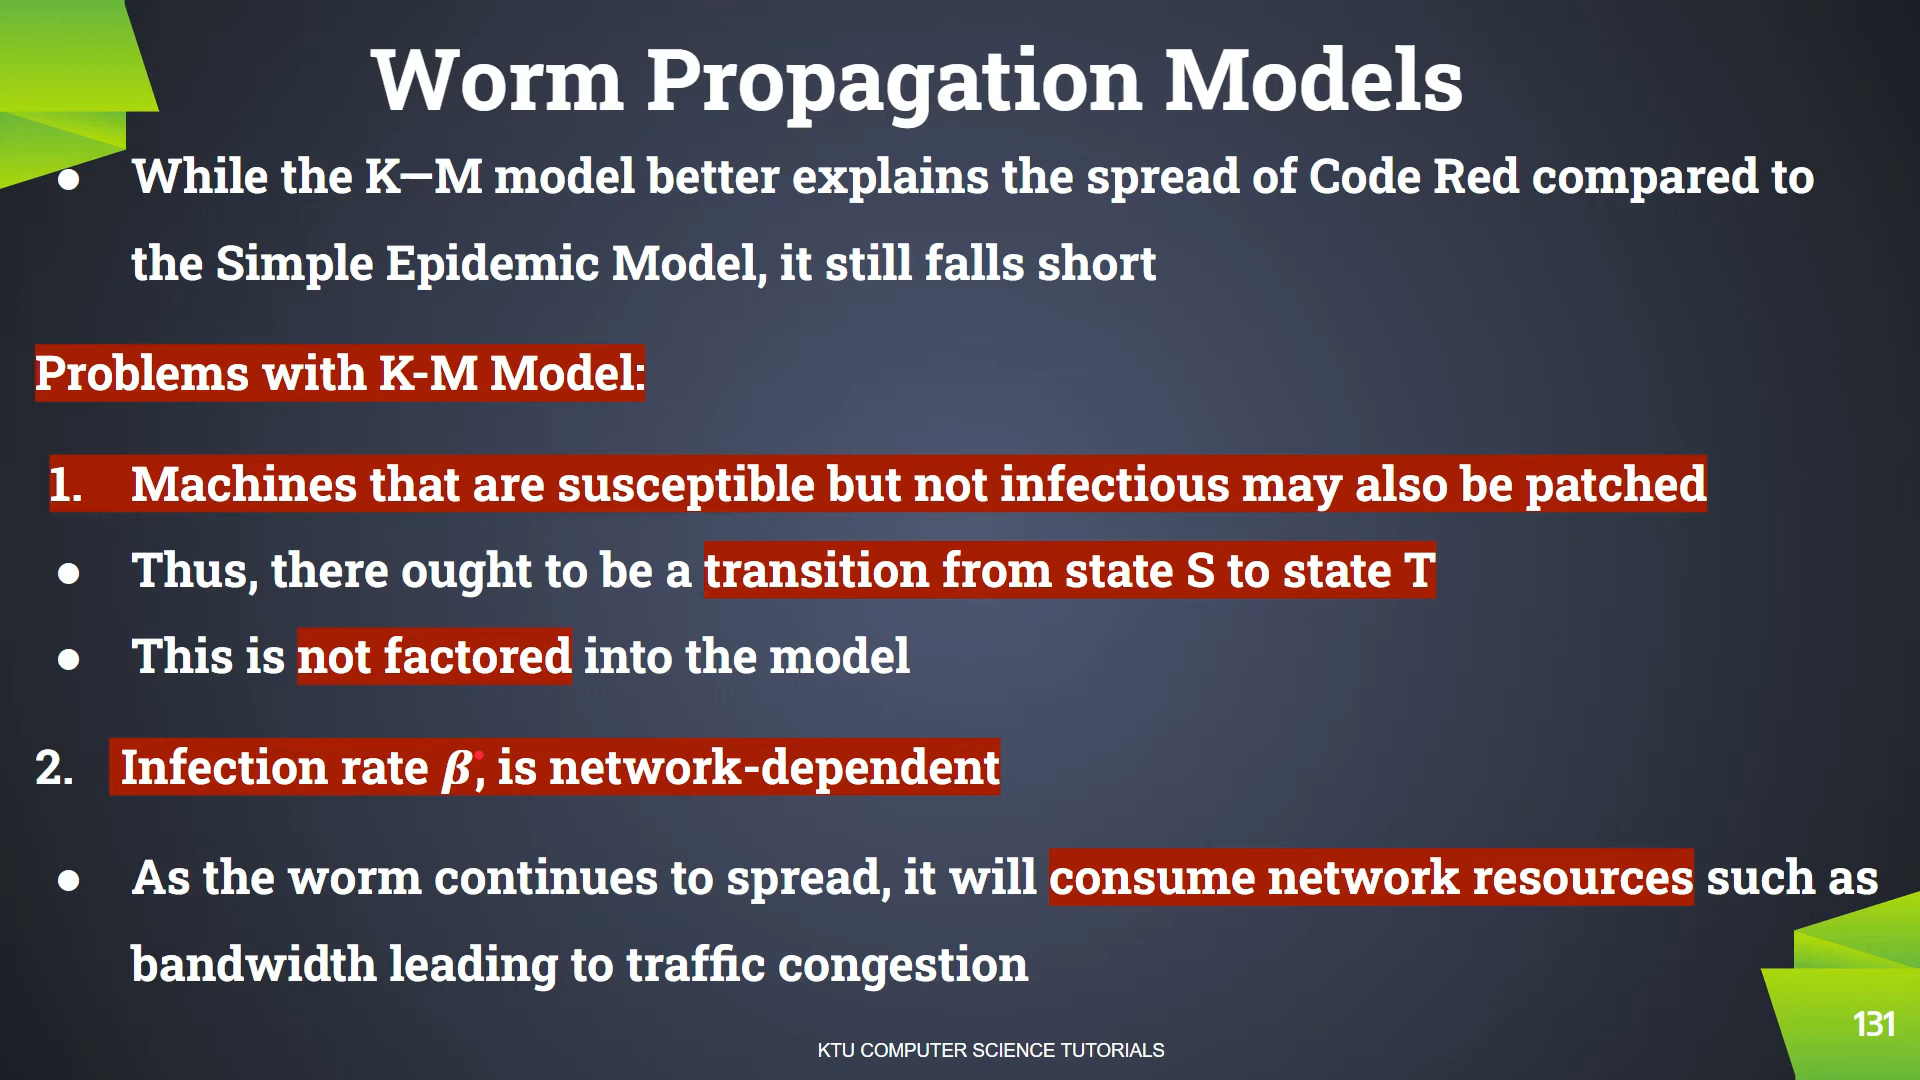 Worm Propagation Models
● While the K—M model better explains the spread of Code Red compared to
the Simple Epidemic Model, it still falls short
Problems with K-M Model:
1. Machines that are susceptible but not infectious may also be patched
● Thus, there ought to be a transition from state S to state T
● This is not factored into the model
2. Infection rate β, is network-dependent
● As the worm continues to spread, it will consume network resources such as
bandwidth leading to traffic congestion
131
KTU COMPUTER SCIENCE TUTORIALS